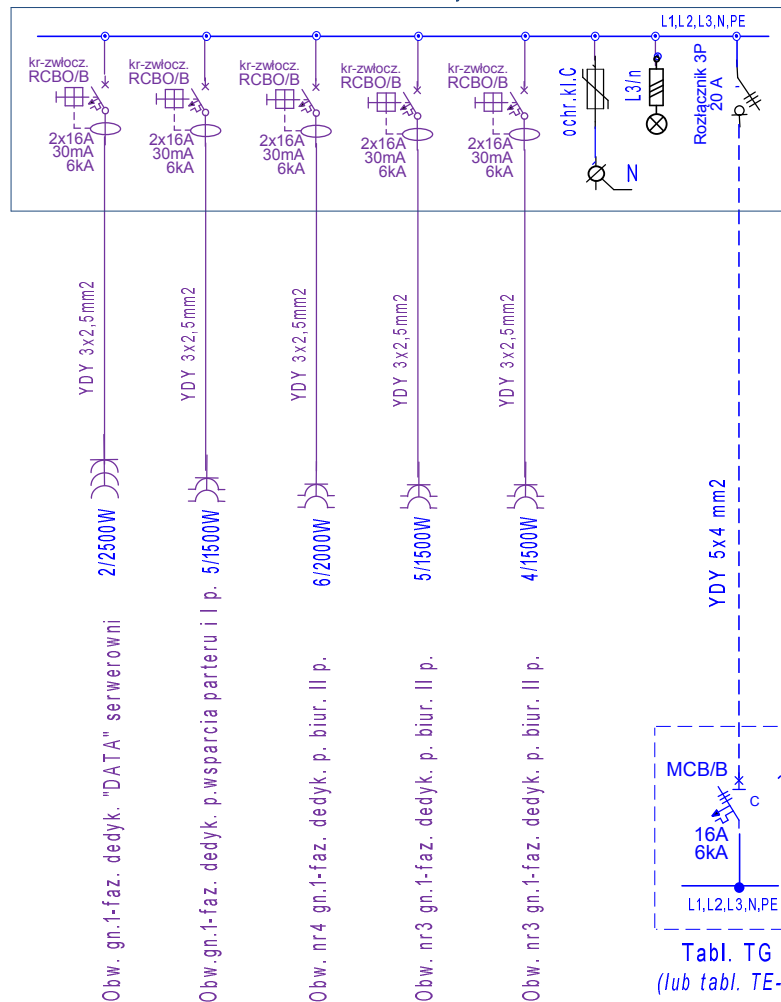 L1,L2,L3,N,PE
kr-zwłocz.
RCBO/B
2x16A
30mA
6kA
kr-zwłocz.
RCBO/B
2x16A
30mA
6kA
kr-zwłocz.
RCBO/B
2x16A
30mA
6kA
kr-zwłocz.
RCBO/B
2x16A
30mA
6kA
kr-zwłocz.
RCBO/B
2x16A
30mA
6kA
ochr.kl.C
N
L3/n
Rozłącznik 3P
20 A
YDY 3x2,5mm2
YDY 3x2,5mm2
YDY 3x2,5mm2
YDY 3x2,5mm2
YDY 3x2,5mm2
YDY 5x4 mm2
2/2500W
5/1500W
6/2000W
5/1500W
4/1500W
Obw. gn.1-faz. dedyk. "DATA" serwerowni
Obw.gn.1-faz. dedyk. p.wsparcia parteru i I p.
Obw. nr4 gn.1-faz. dedyk. p. biur. II p.
Obw. nr3 gn.1-faz. dedyk. p. biur. II p.
Obw. nr3 gn.1-faz. dedyk. p. biur. II p.
MCB/B
C
16A
6kA
L1,L2,L3,N,PE
Tabl. TG
(lub tabl. TE-